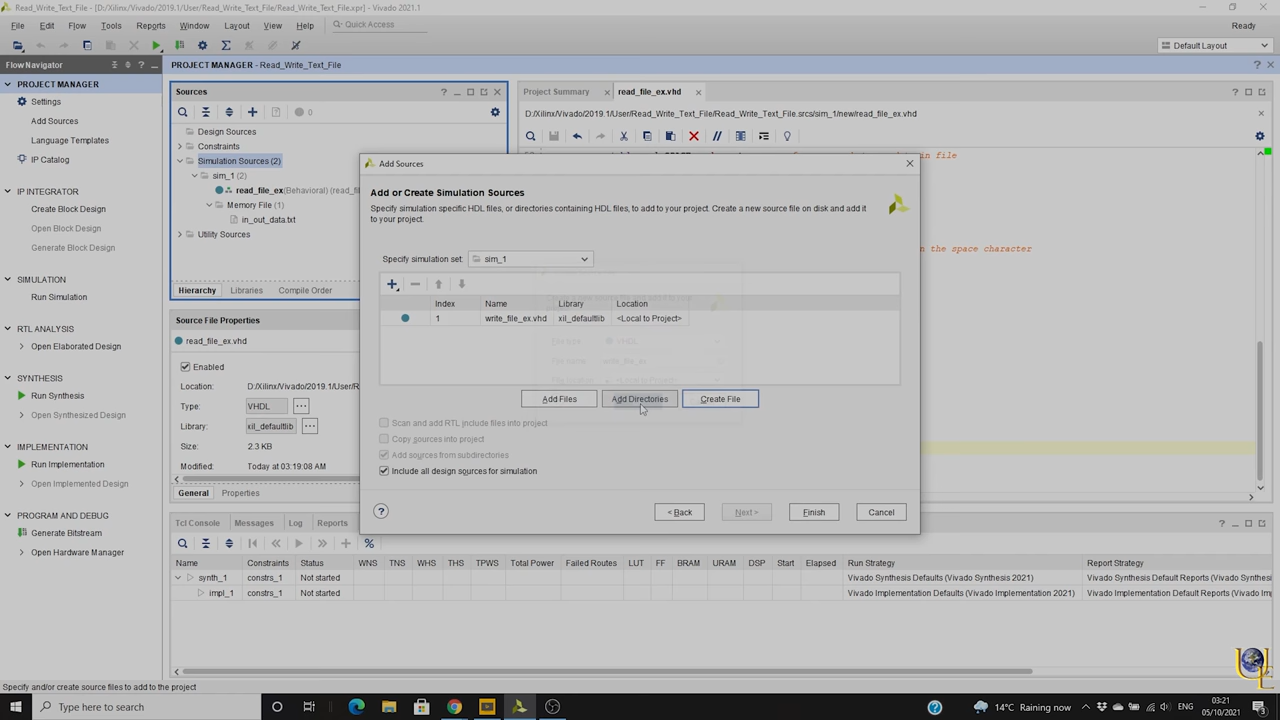 Read_Write_Text_File - [D:/Xilinx/Vivado/2019.1/User/Read_Write_Text_File/Read_Write_Text_File.xpr] - Vivado 2021.1
File Edit Flow Tools Reports Window Layout View Help Quick Access
Ready
Default Layout
Flow Navigator
PROJECT MANAGER - Read_Write_Text_File
PROJECT MANAGER
Settings
Add Sources
Language Templates
IP Catalog
IP INTEGRATOR
Create Block Design
Open Block Design
Generate Block Design
SIMULATION
Run Simulation
RTL ANALYSIS
Open Elaborated Design
SYNTHESIS
Run Synthesis
Open Synthesized Design
IMPLEMENTATION
Run Implementation
Open Implemented Design
PROGRAM AND DEBUG
Generate Bitstream
Open Hardware Manager
Sources
0
Design Sources
Constraints
Simulation Sources (2)
sim_1 (2)
read_file_ex(Behavioral) (read_fil
Memory File (1)
in_out_data.txt
Utility Sources
Hierarchy Libraries Compile Order
Source File Properties
read_file_ex.vhd
Enabled
Location: D:/Xilinx/Vivado/2019.1/
Type: VHDL
Library: xil_defaultlib
Size: 2.3 KB
Modified: Today at 03:19:08 AM
General Properties
Project Summary read_file_ex.vhd
D:/Xilinx/Vivado/2019.1/User/Read_Write_Text_File/Read_Write_Text_File.srcs/sim_1/new/read_file_ex.vhd
in file
n the space character
Add Sources
Add or Create Simulation Sources
Specify simulation specific HDL files, or directories containing HDL files, to add to your project. Create a new source file on disk and add it
to your project.
Specify simulation set: sim_1
Index Name Library Location
1 write_file_ex.vhd xil_defaultlib <Local to Project>
File type: VHDL
Add Files Add Directories Create File
Scan and add RTL include files into project
Copy sources into project
Add sources from subdirectories
Include all design sources for simulation
? < Back Next > Finish Cancel
Tcl Console Messages Log Reports
Name Constraints Status WNS TNS WHS THS TPWS Total Power Failed Routes LUT FF BRAM URAM DSP Start Elapsed Run Strategy Report Strategy
synth_1 constrs_1 Not started Vivado Synthesis Defaults (Vivado Synthesis 2021) Vivado Synthesis Default Reports (Vivado Synthesis
impl_1 constrs_1 Not started Vivado Implementation Defaults (Vivado Implementation 2021) Vivado Implementation Default Reports (Vivado Imp
Specify and/or create source files to add to the project
Type here to search
14°C Raining now
ENG
03:21
05/10/2021